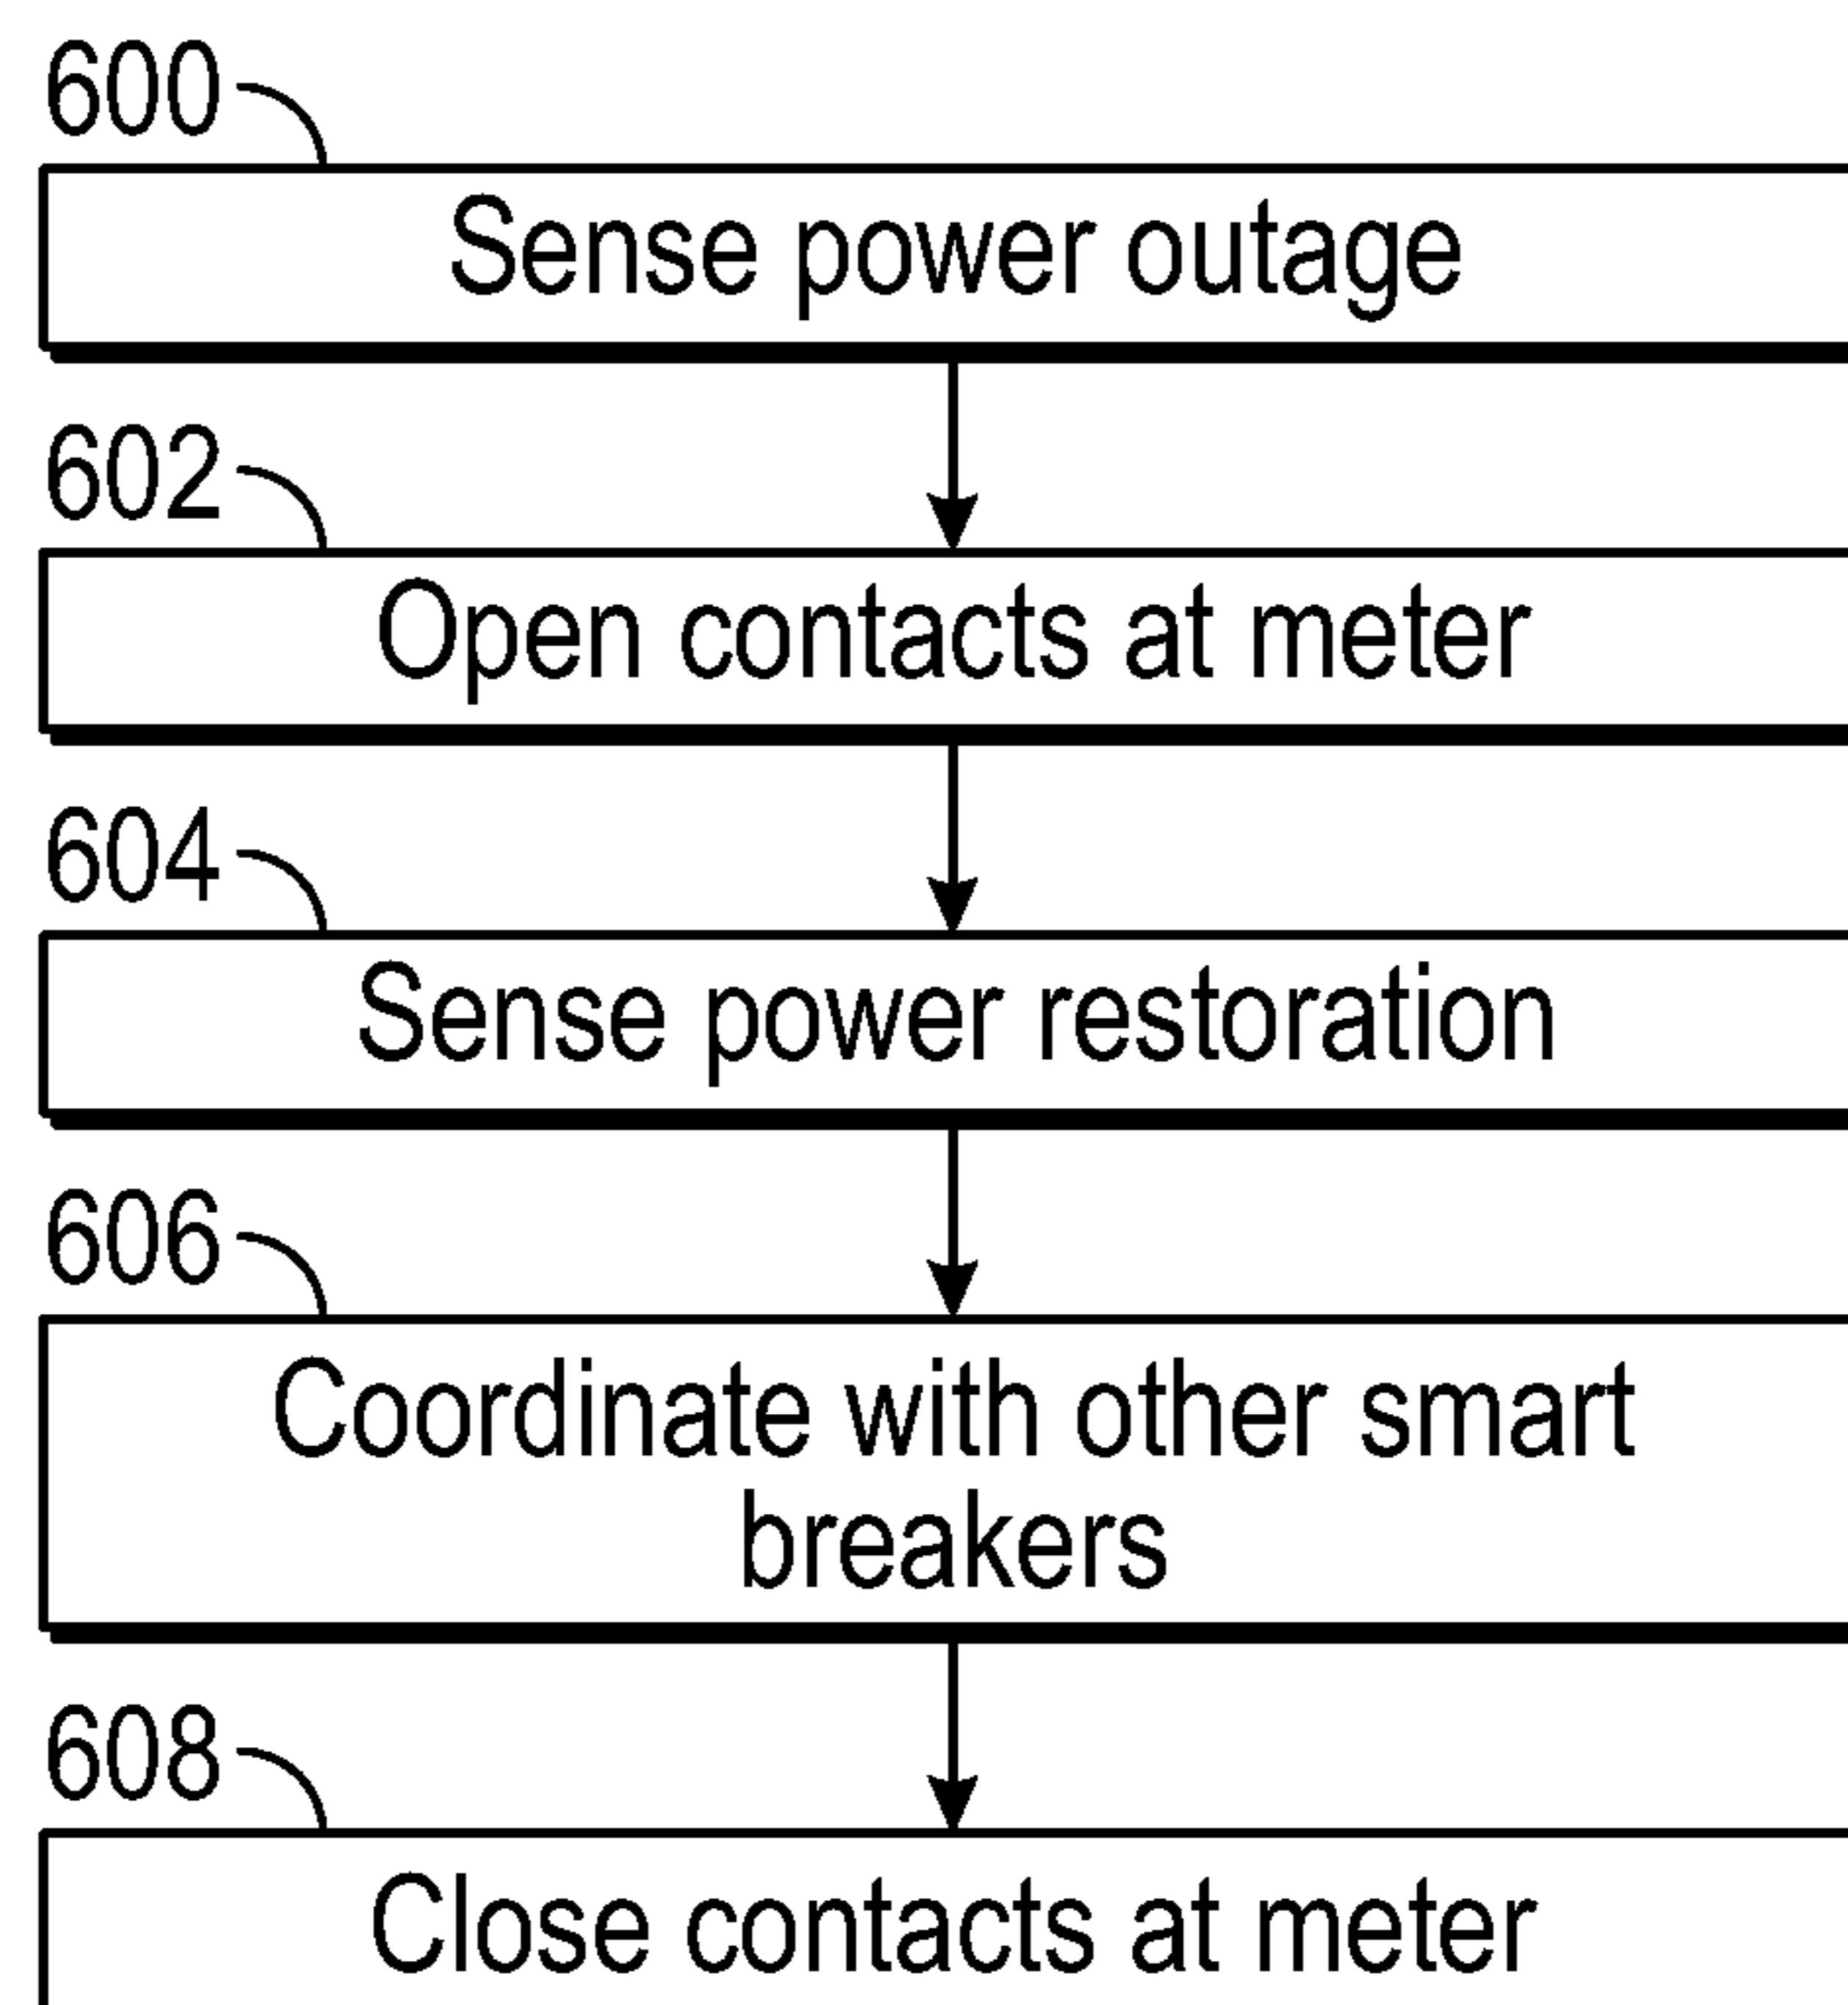 600
Sense power outage
602
Open contacts at meter
604
Sense power restoration
606
Coordinate with other smart
breakers
608
Close contacts at meter